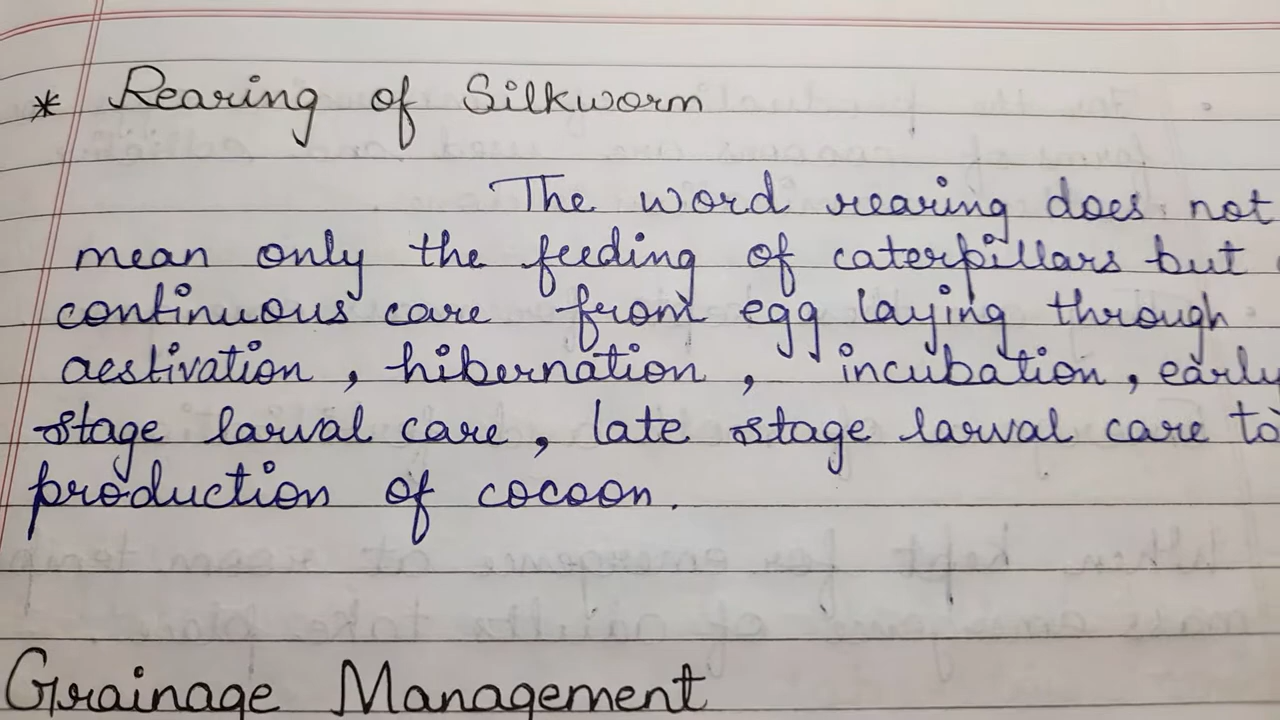 * Rearing of Silkworm
The word rearing does not
mean only the feeding of caterpillars but
continuous care from egg laying through
aestivation, hibernation, incubation, early
stage larval care, late stage larval care to
production of cocoon.
Grainage Management